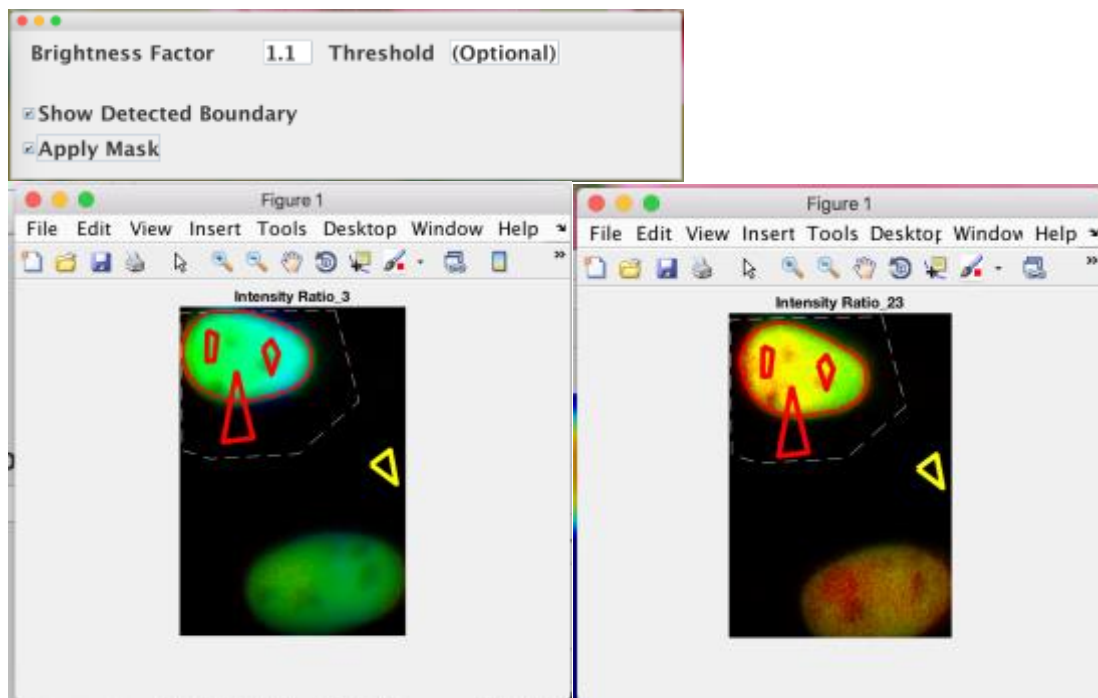 Brightness Factor 1.1 Threshold (Optional)
Show Detected Boundary
Apply Mask
Figure 1
File Edit View Insert Tools Desktop Window Help
Intensity Ratio_3
Figure 1
File Edit View Insert Tools Desktop Window Help
Intensity Ratio_23